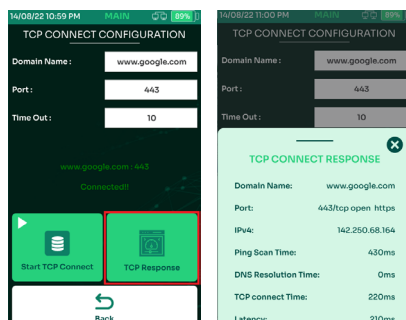 14/08/22 10:59 PM MAIN 89%
TCP CONNECT CONFIGURATION
Domain Name : www.google.com
Port : 443
Time Out : 10
www.google.com : 443
Connected!!
Start TCP Connect
TCP Response
Back
14/08/22 11:00 PM MAIN 89%
TCP CONNECT CONFIGURATION
Domain Name : www.google.com
Port : 443
Time Out : 10
TCP CONNECT RESPONSE
Domain Name: www.google.com
Port: 443/tcp open https
IPv4: 142.250.68.164
Ping Scan Time: 430ms
DNS Resolution Time: 0ms
TCP connect Time: 220ms
Latency: 210ms